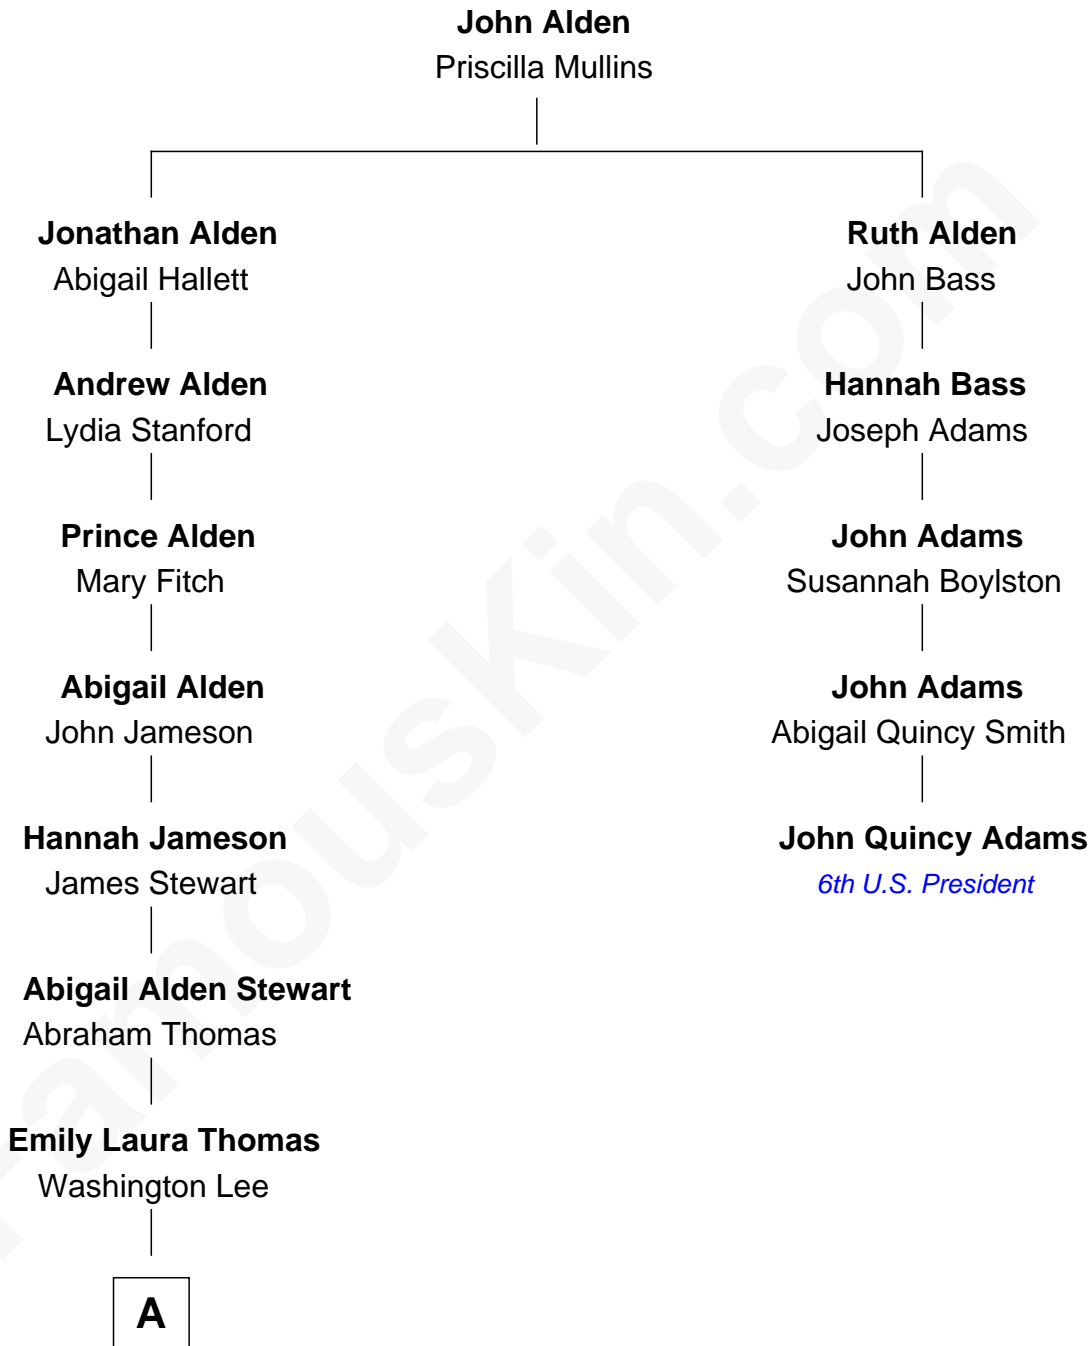 John Alden
Priscilla Mullins
Jonathan Alden
Abigail Hallett
Andrew Alden
Lydia Stanford
Prince Alden
Mary Fitch
Abigail Alden
John Jameson
Hannah Jameson
James Stewart
Abigail Alden Stewart
Abraham Thomas
Emily Laura Thomas
Washington Lee
A
Ruth Alden
John Bass
Hannah Bass
Joseph Adams
John Adams
Susannah Boylston
John Adams
Abigail Quincy Smith
John Quincy Adams
6th U.S. President
FamousKin.com